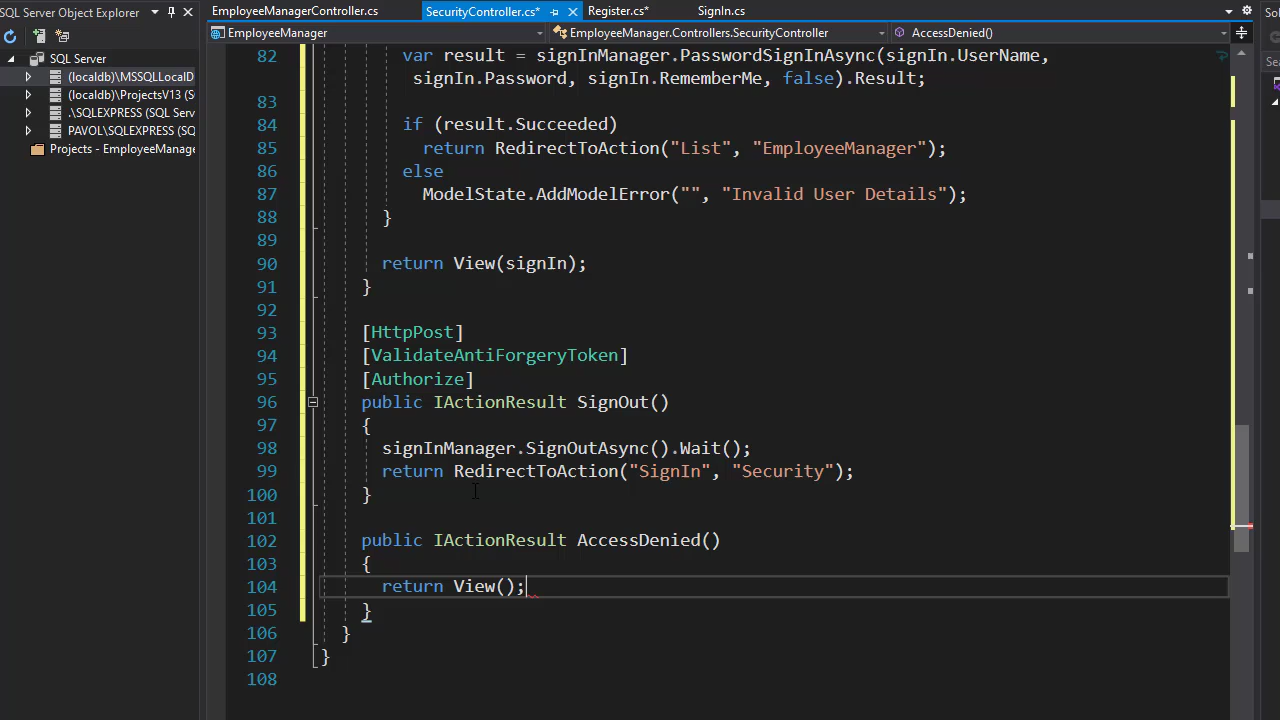 SQL Server Object Explorer
EmployeeManagerController.cs
SecurityController.cs*
Register.cs*
SignIn.cs
EmployeeManager
EmployeeManager.Controllers.SecurityController
AccessDenied()
SQL Server
(localdb)\MSSQLLocalD
(localdb)\ProjectsV13 (S
.\SQLEXPRESS (SQL Serv
PAVOL\SQLEXPRESS (SQ
Projects - EmployeeManage
82 var result = signInManager.PasswordSignInAsync(signIn.UserName,
signIn.Password, signIn.RememberMe, false).Result;
83
84 if (result.Succeeded)
85 return RedirectToAction("List", "EmployeeManager");
86 else
87 ModelState.AddModelError("", "Invalid User Details");
88 }
89
90 return View(signIn);
91 }
92
93 [HttpPost]
94 [ValidateAntiForgeryToken]
95 [Authorize]
96 public IActionResult SignOut()
97 {
98 signInManager.SignOutAsync().Wait();
99 return RedirectToAction("SignIn", "Security");
100 }
101
102 public IActionResult AccessDenied()
103 {
104 return View();
105 }
106 }
107 }
108
Sol
Sea